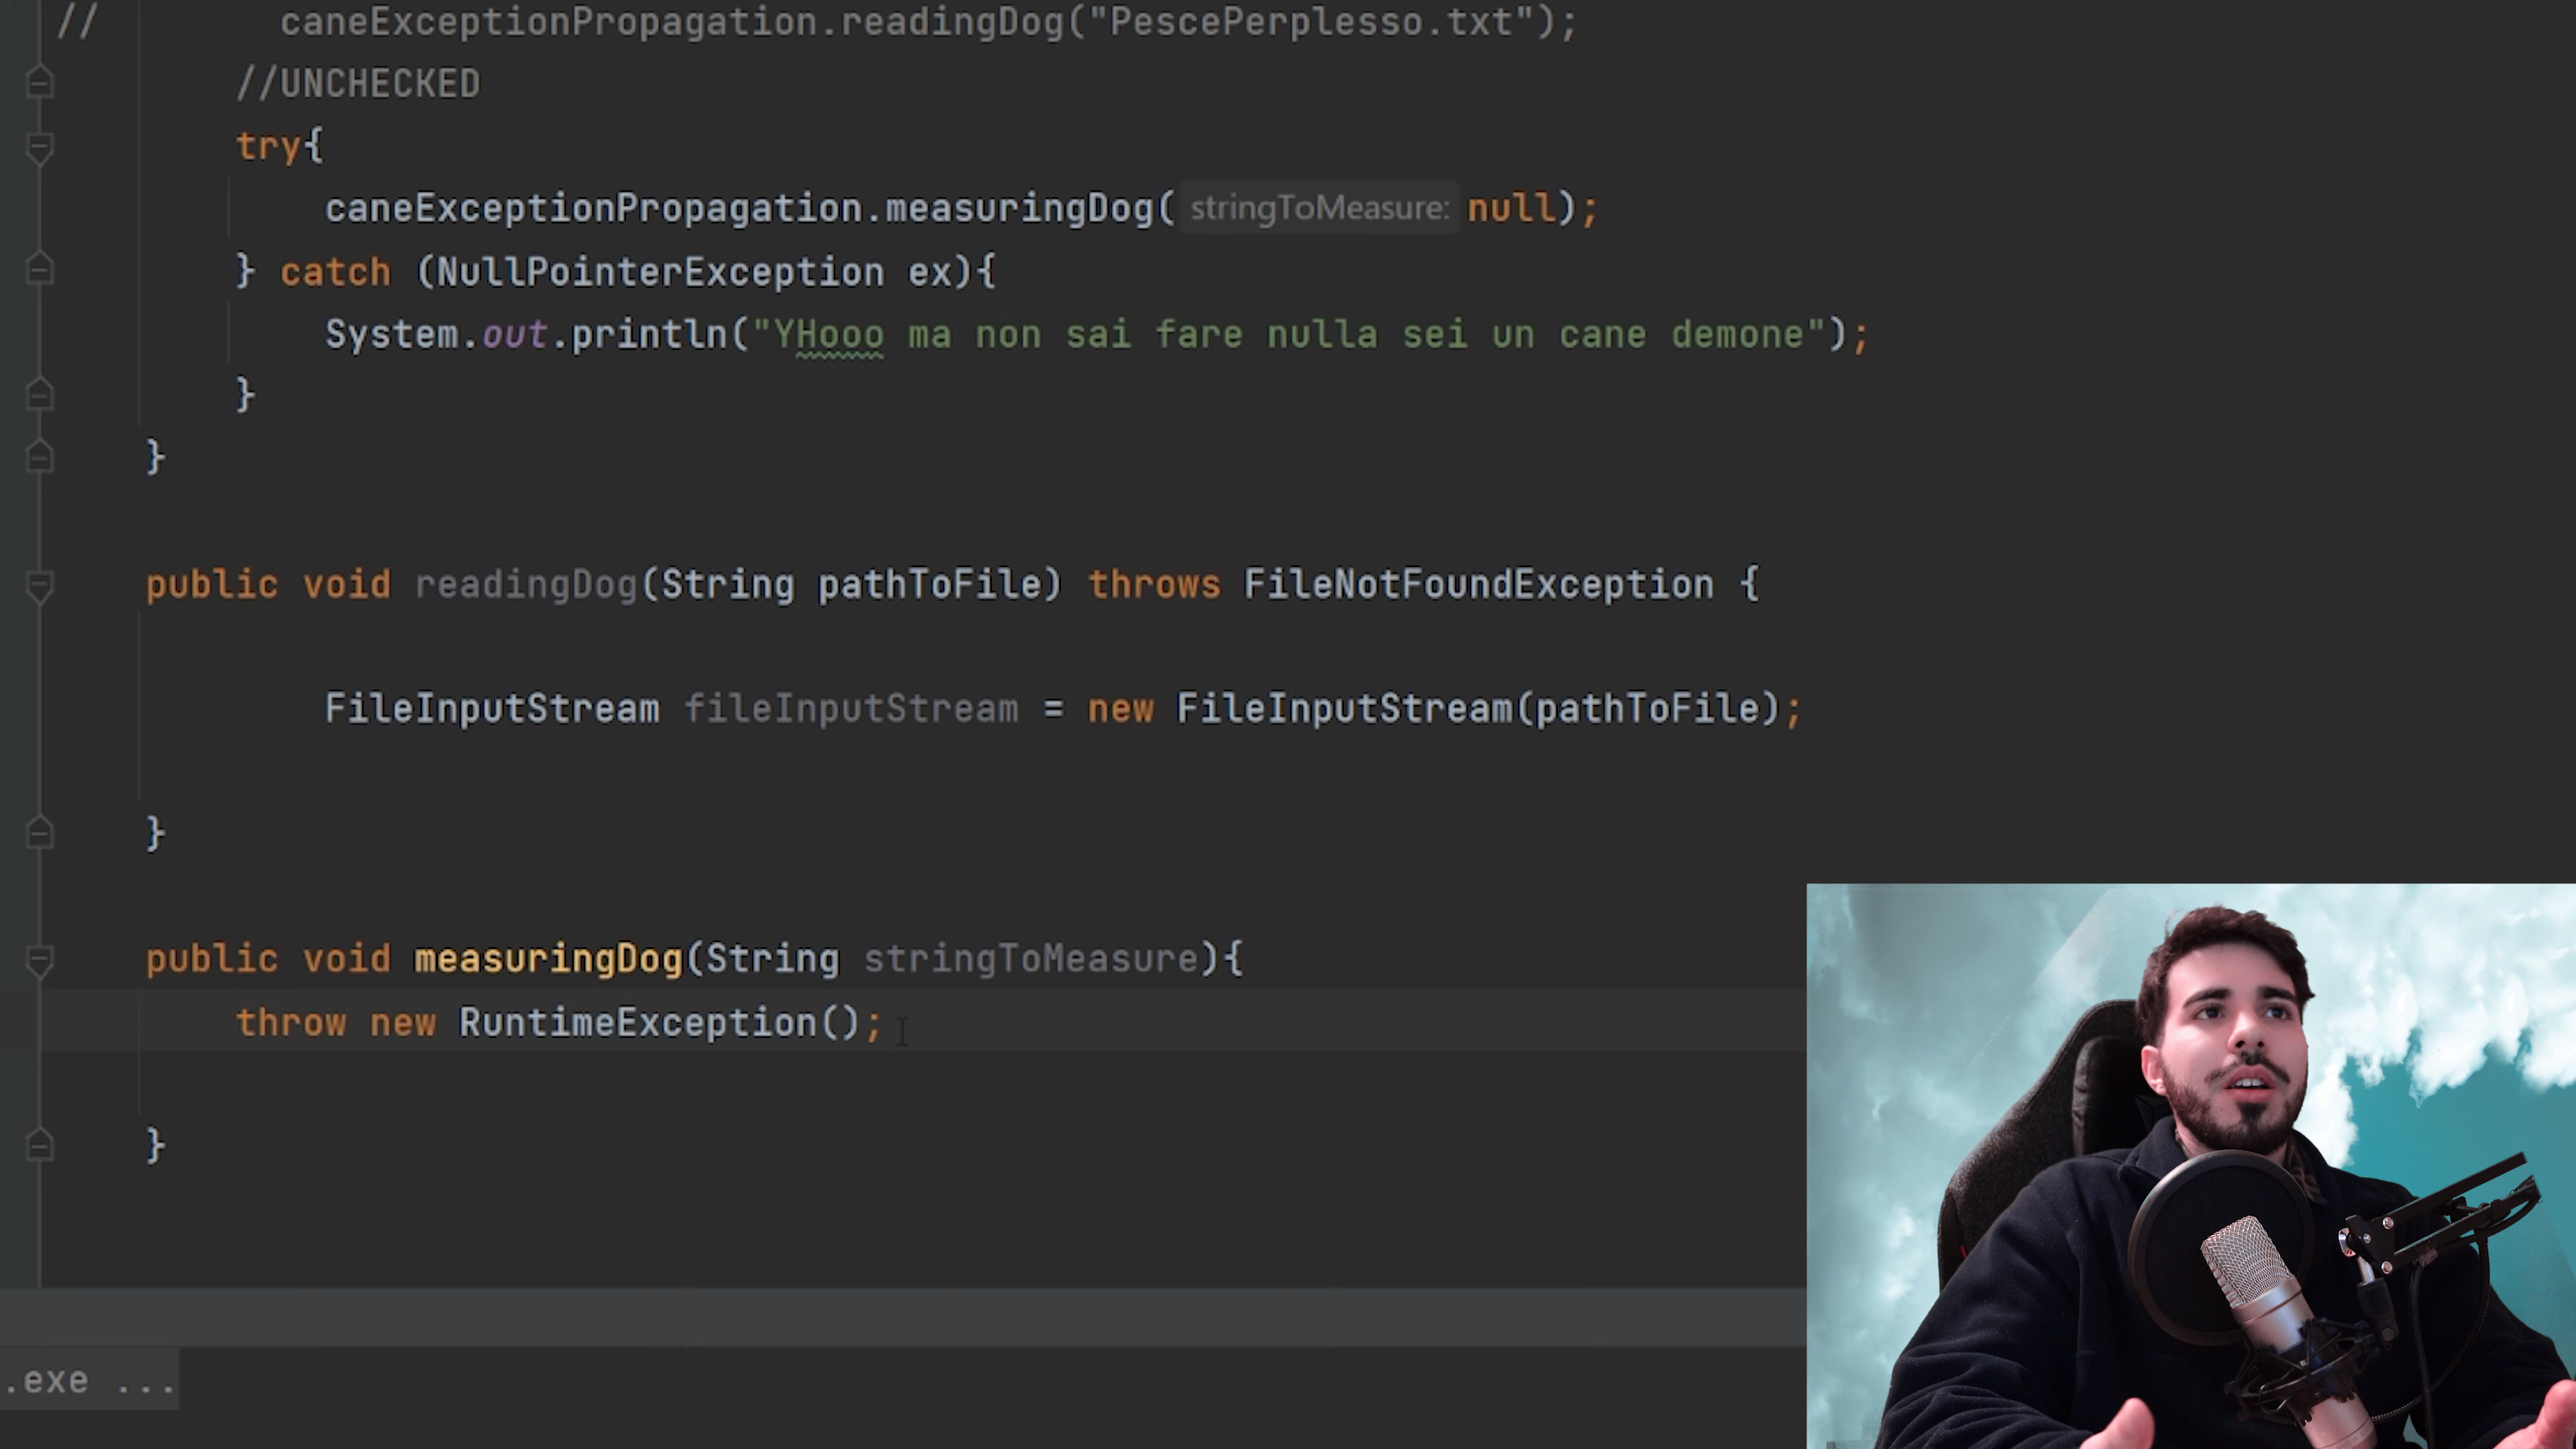 // caneExceptionPropagation.readingDog("PescePerplesso.txt");
//UNCHECKED
try{
caneExceptionPropagation.measuringDog( stringToMeasure: null);
} catch (NullPointerException ex){
System.out.println("YHooo ma non sai fare nulla sei un cane demone");
}
}
public void readingDog(String pathToFile) throws FileNotFoundException {
FileInputStream fileInputStream = new FileInputStream(pathToFile);
}
public void measuringDog(String stringToMeasure){
throw new RuntimeException();
}
.exe ...